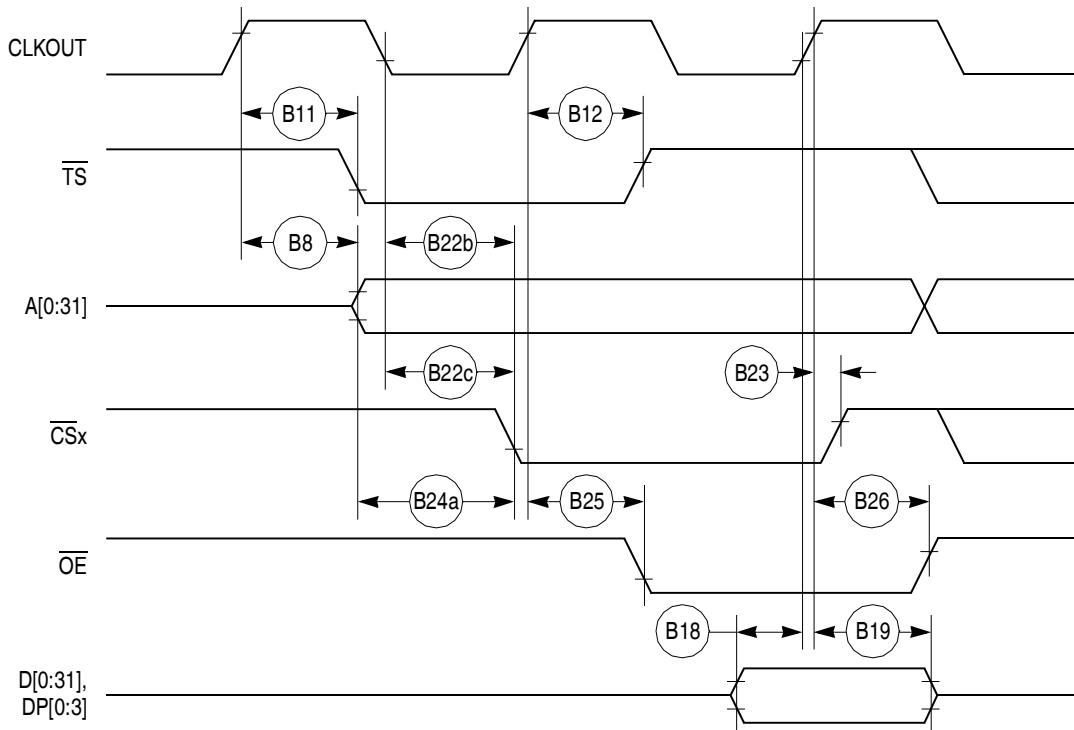 CLKOUT
B11
B12
TS
B8
B22b
A[0:31]
B22c
B23
CSx
B24a
B25
B26
OE
B18
B19
D[0:31],
DP[0:3]